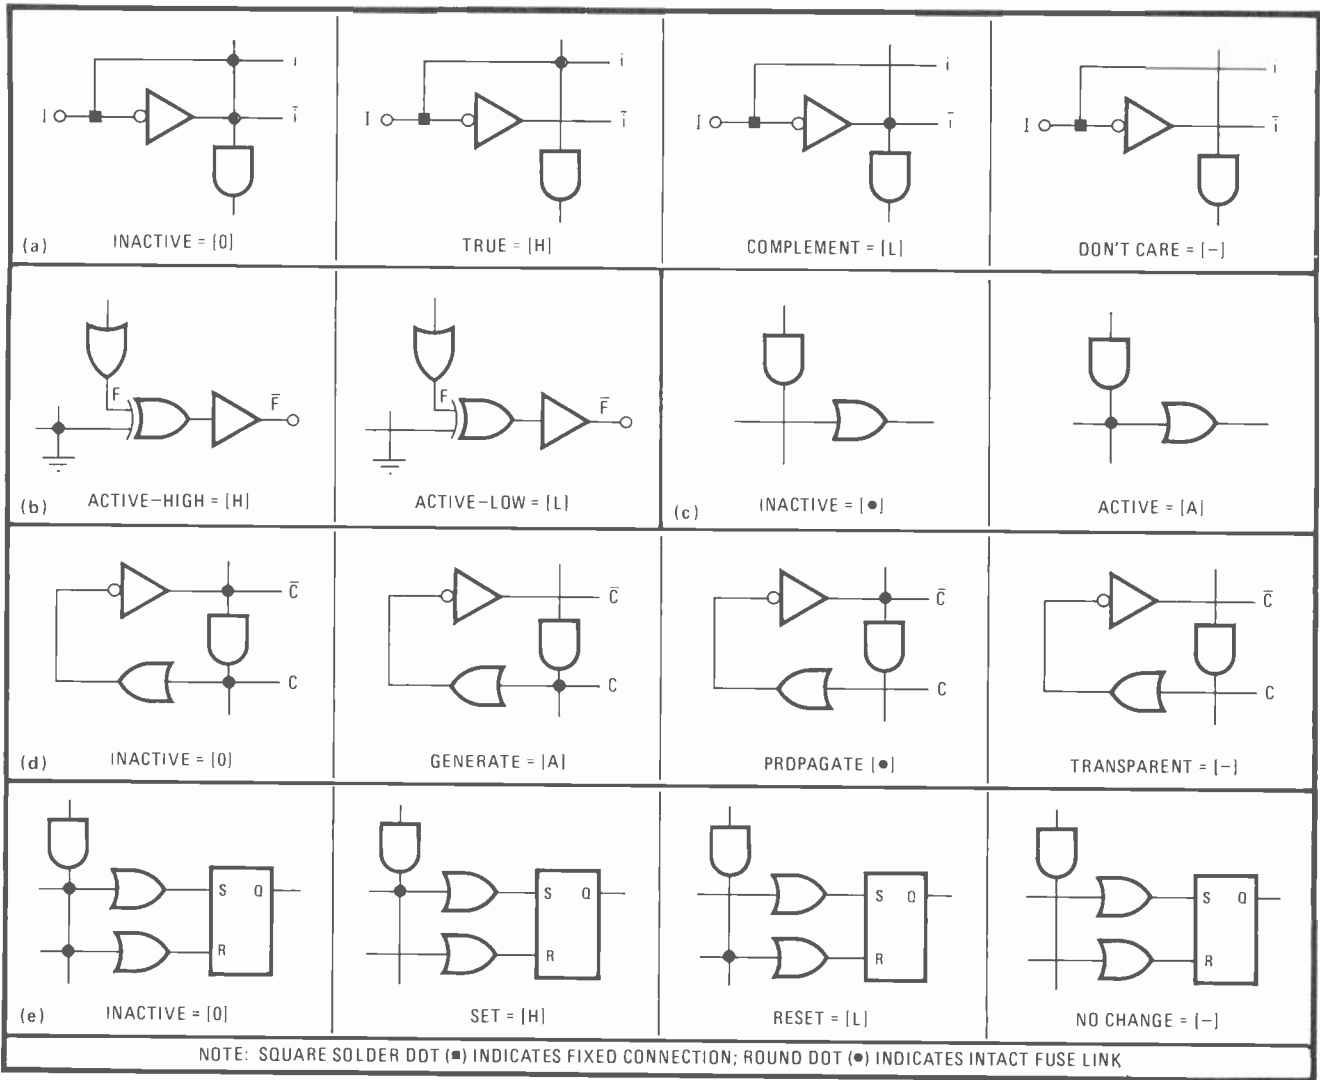 I i ī
I i ī
I i ī
I i ī
(a) INACTIVE = [0]
TRUE = [H]
COMPLEMENT = [L]
DON'T CARE = [–]
F F̄
F F̄
(b) ACTIVE–HIGH = [H]
ACTIVE–LOW = [L]
(c) INACTIVE = [●]
ACTIVE = [A]
C̄
C
C̄
C
C̄
C
C̄
C
(d) INACTIVE = [0]
GENERATE = [A]
PROPAGATE [●]
TRANSPARENT = [–]
S Q
R
S Q
R
S Q
R
S Q
R
(e) INACTIVE = [0]
SET = [H]
RESET = [L]
NO CHANGE = [–]
NOTE: SQUARE SOLDER DOT (■) INDICATES FIXED CONNECTION; ROUND DOT (●) INDICATES INTACT FUSE LINK